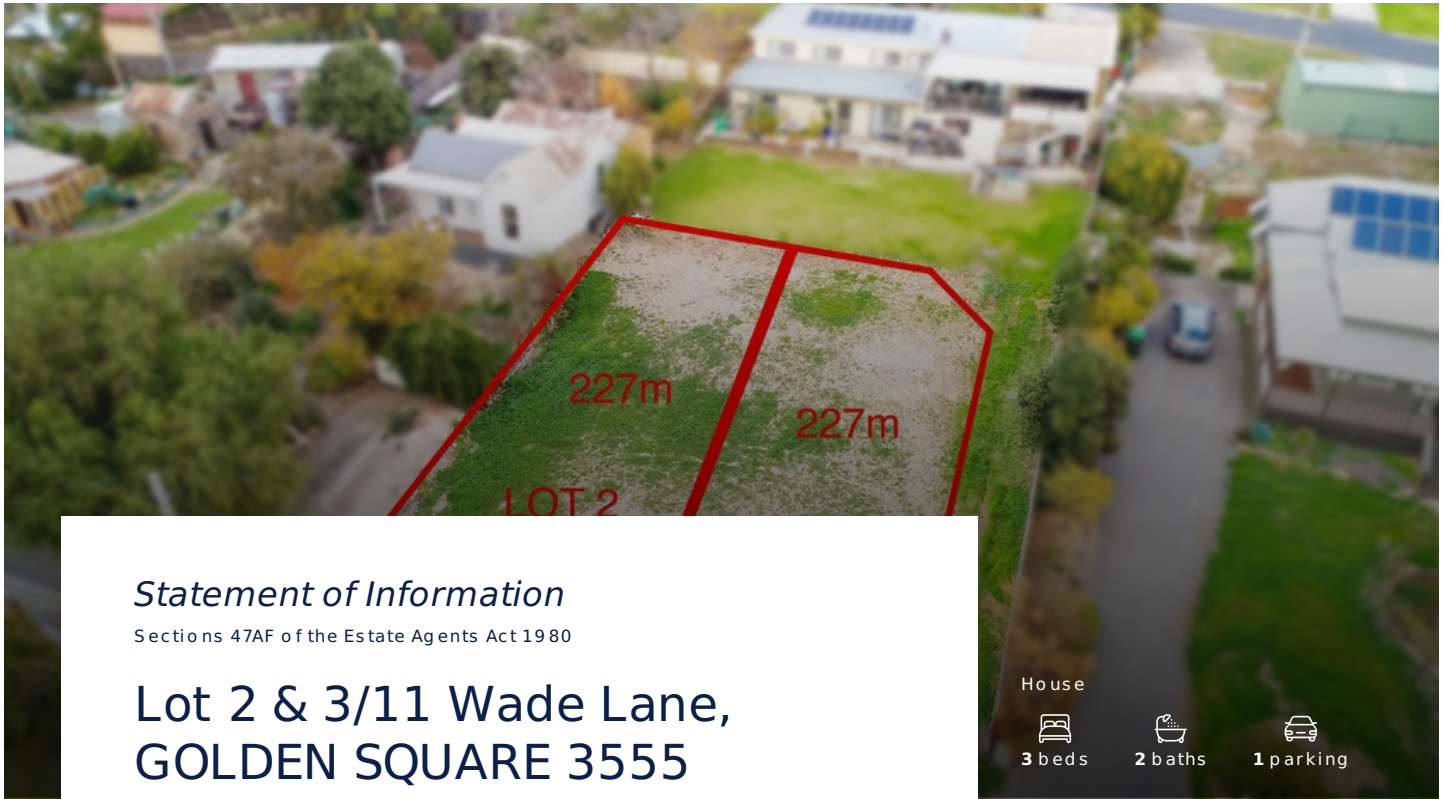 227m
227m
LOT 2
Statement of Information
Sections 47AF of the Estate Agents Act 1980
Lot 2 & 3/11 Wade Lane,
GOLDEN SQUARE 3555
House
3 beds 2 baths 1 parking